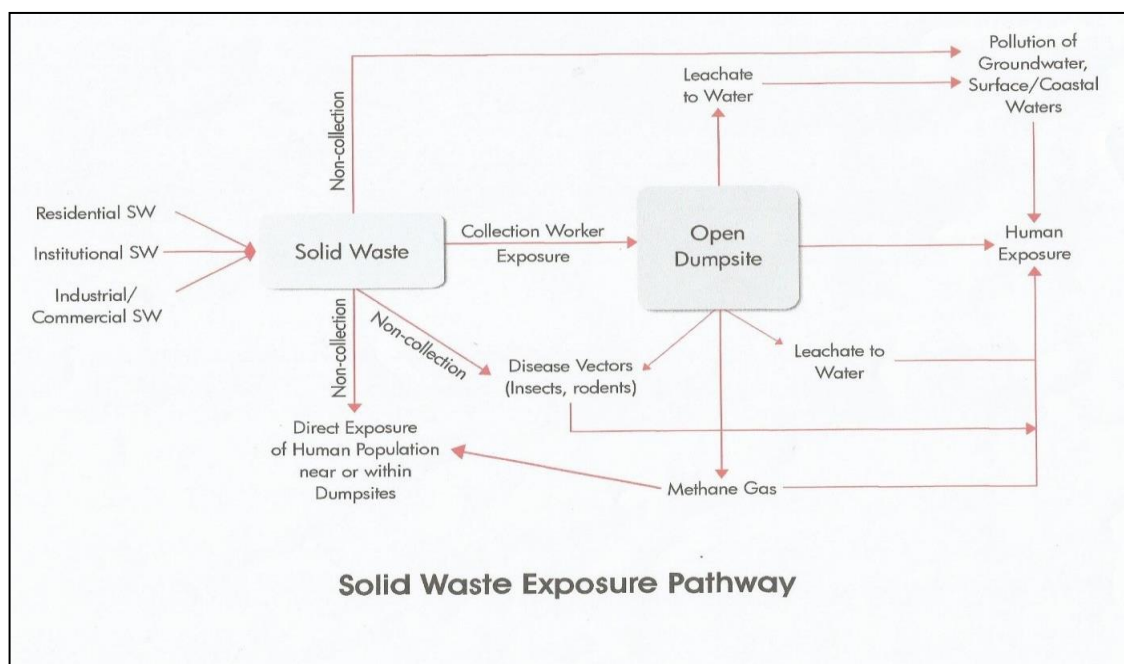 Pollution of
Groundwater,
Surface/Coastal
Waters
Leachate
to Water
Non-collection
Residential SW
Institutional SW
Industrial/
Commercial SW
Solid Waste
Collection Worker
Exposure
Open
Dumpsite
Human
Exposure
Non-collection
Non-collection
Disease Vectors
(Insects, rodents)
Leachate to
Water
Direct Exposure
of Human Population
near or within
Dumpsites
Methane Gas
Solid Waste Exposure Pathway